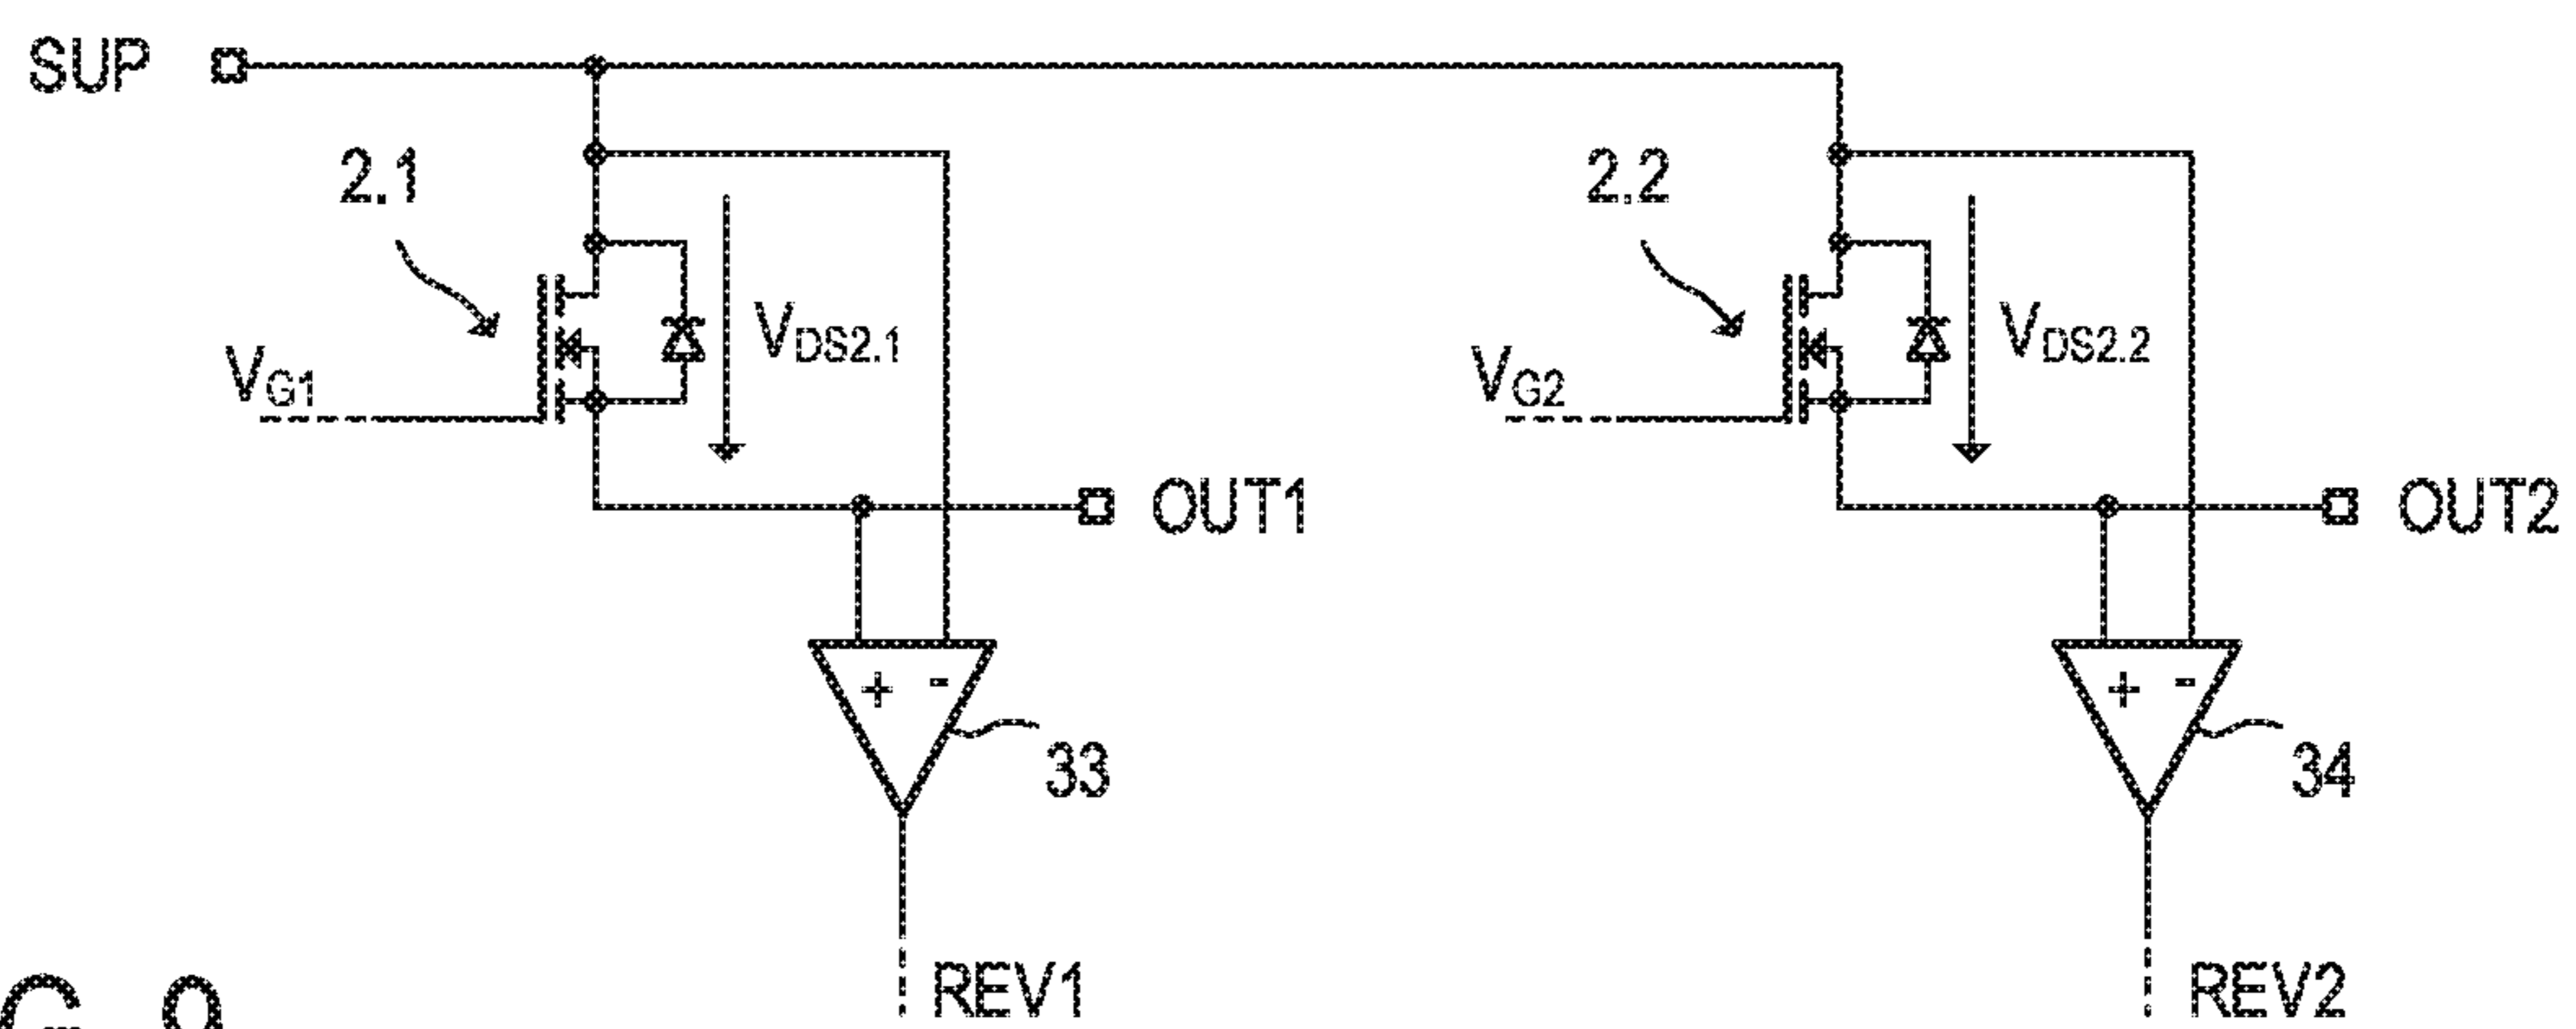 SUP
2.1
2.2
VG1
VDS2.1
VG2
VDS2.2
OUT1
OUT2
+ -
+ -
33
34
REV1
REV2